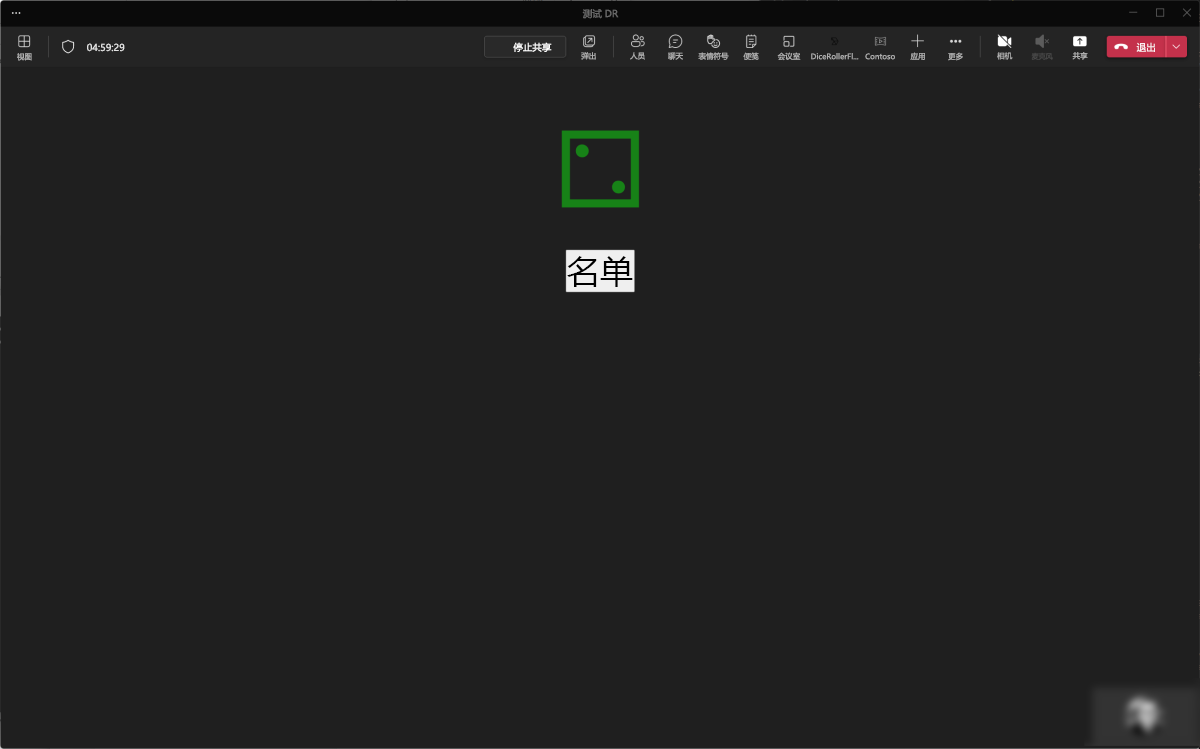 测试 DR
视图
04:59:29
停止共享
弹出
人员
聊天
表情符号
便笺
会议室
DiceRollerFl...
Contoso
应用
更多
相机
麦克风
共享
退出
名单